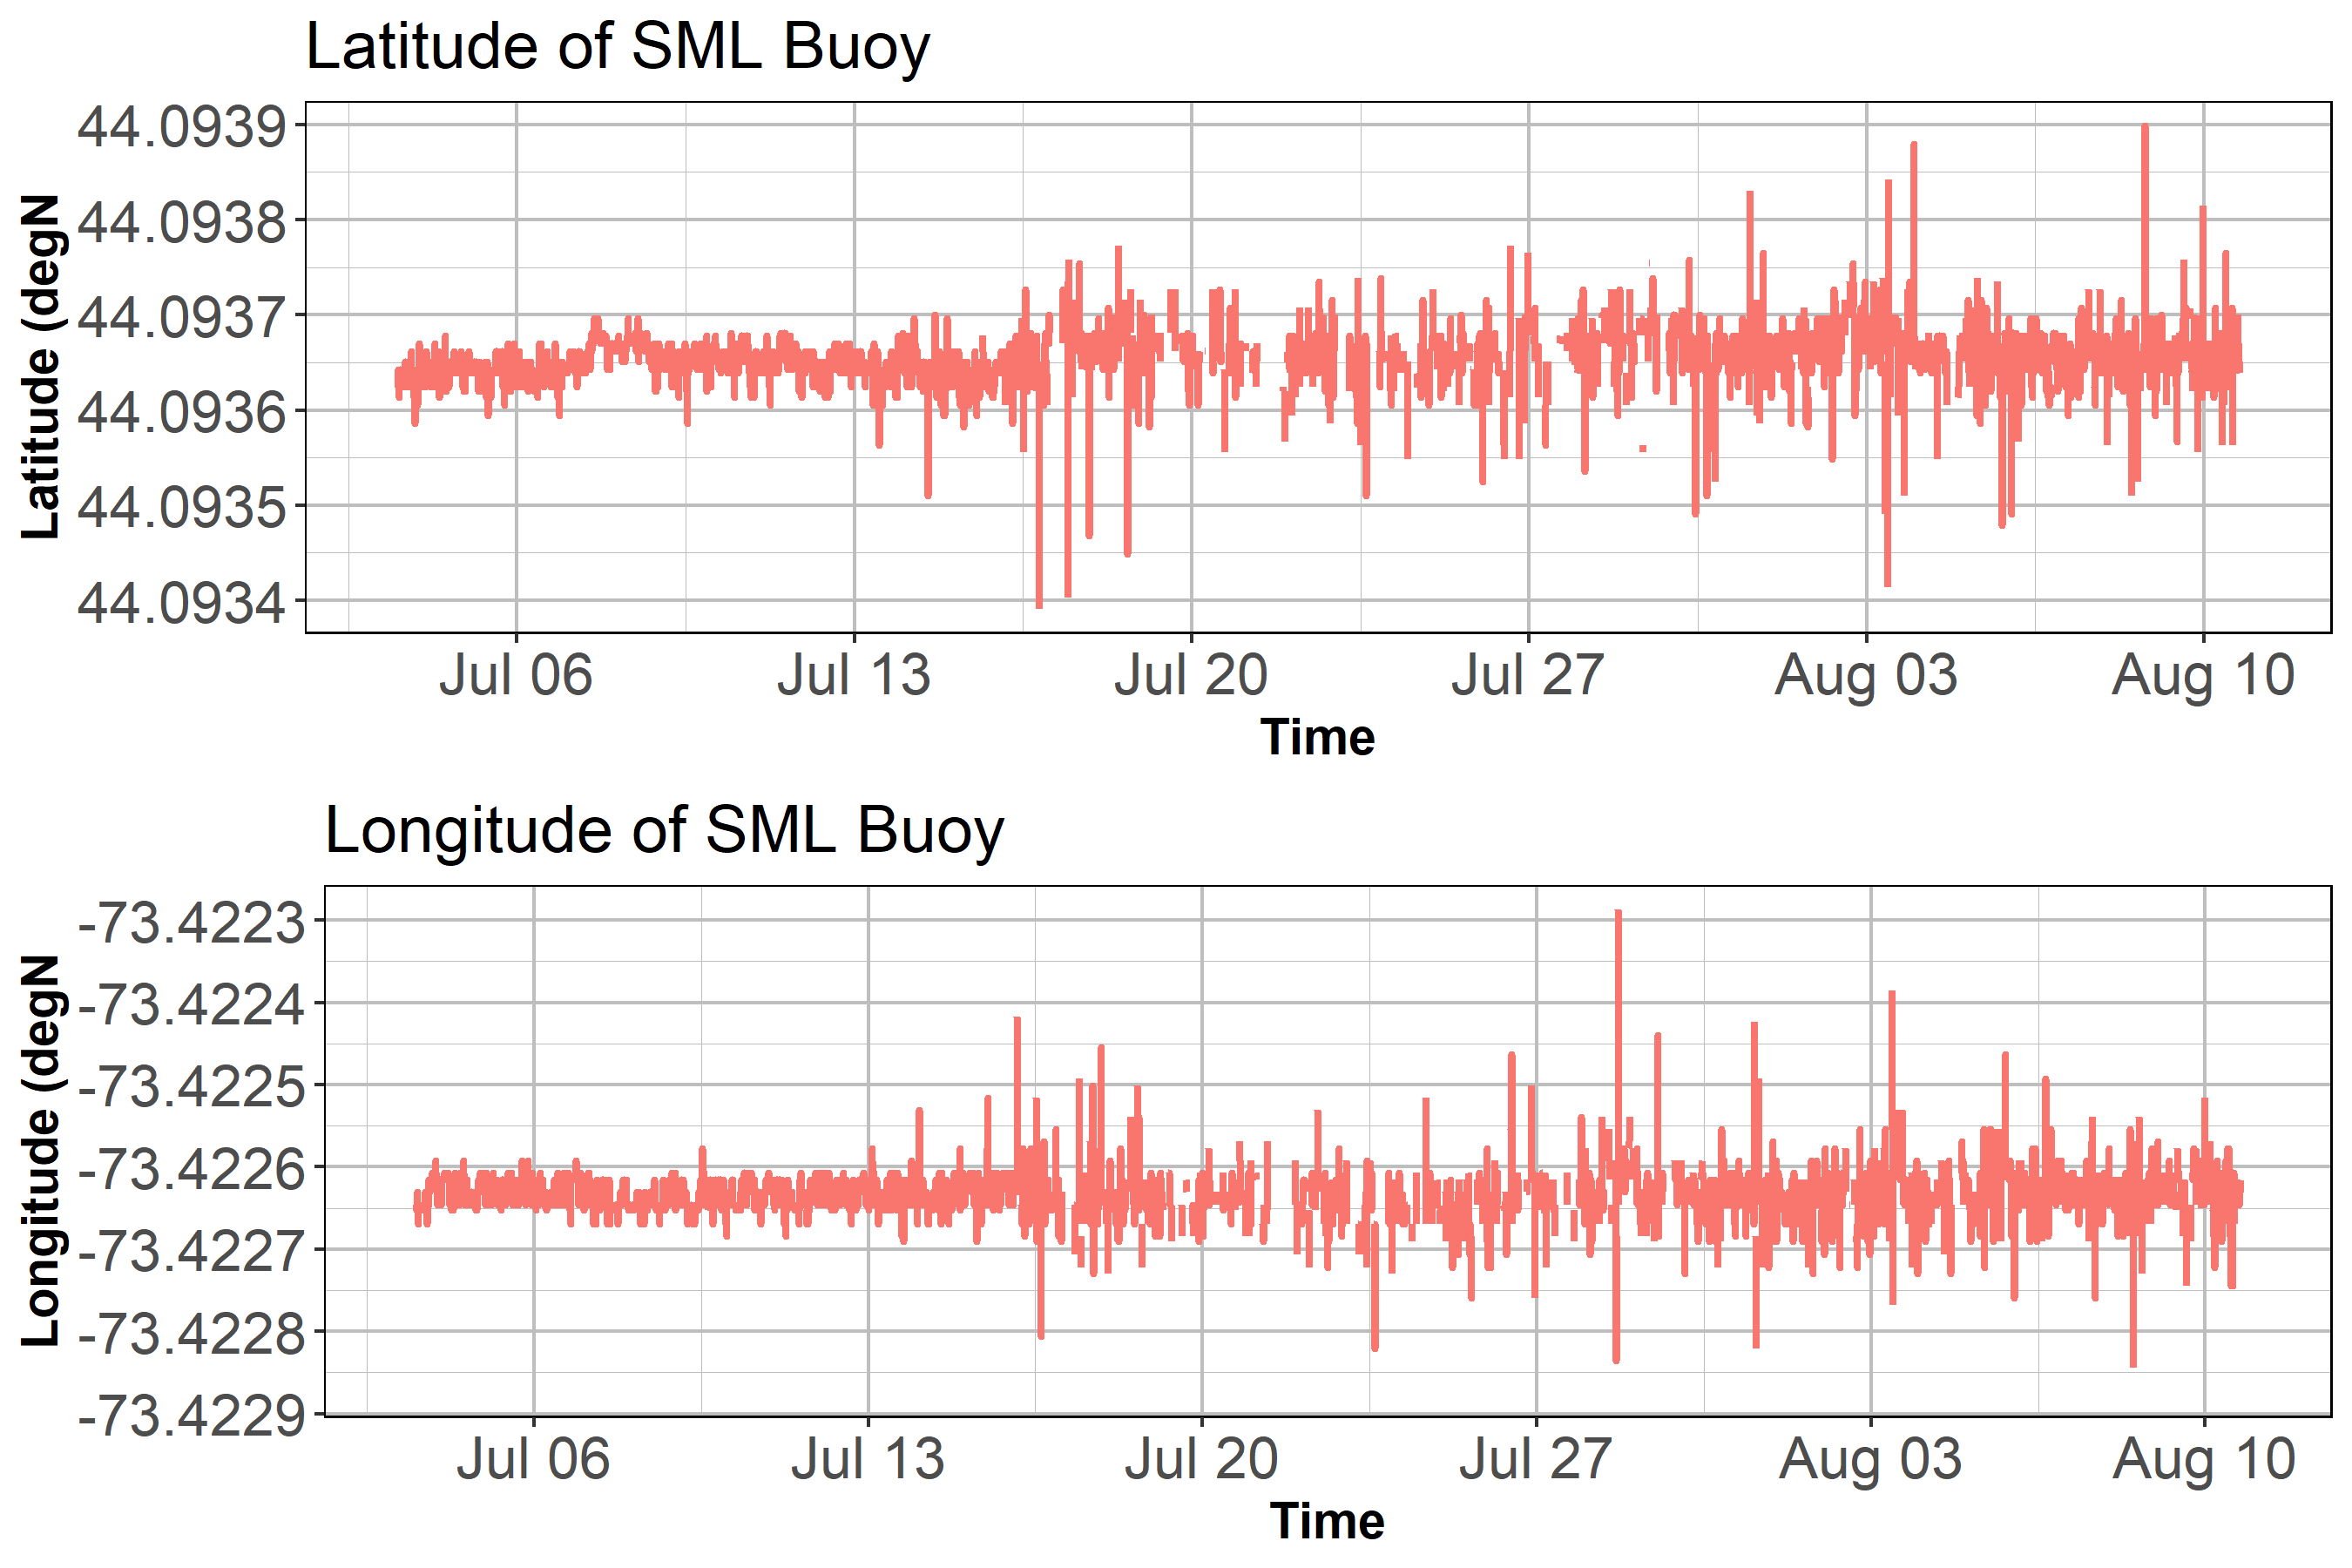 Latitude of SML Buoy
Latitude (degN
44.0939
44.0938
44.0937
44.0936
44.0935
44.0934
Jul 06 Jul 13 Jul 20 Jul 27 Aug 03 Aug 10
Time
Longitude of SML Buoy
Longitude (degN
-73.4223
-73.4224
-73.4225
-73.4226
-73.4227
-73.4228
-73.4229
Jul 06 Jul 13 Jul 20 Jul 27 Aug 03 Aug 10
Time